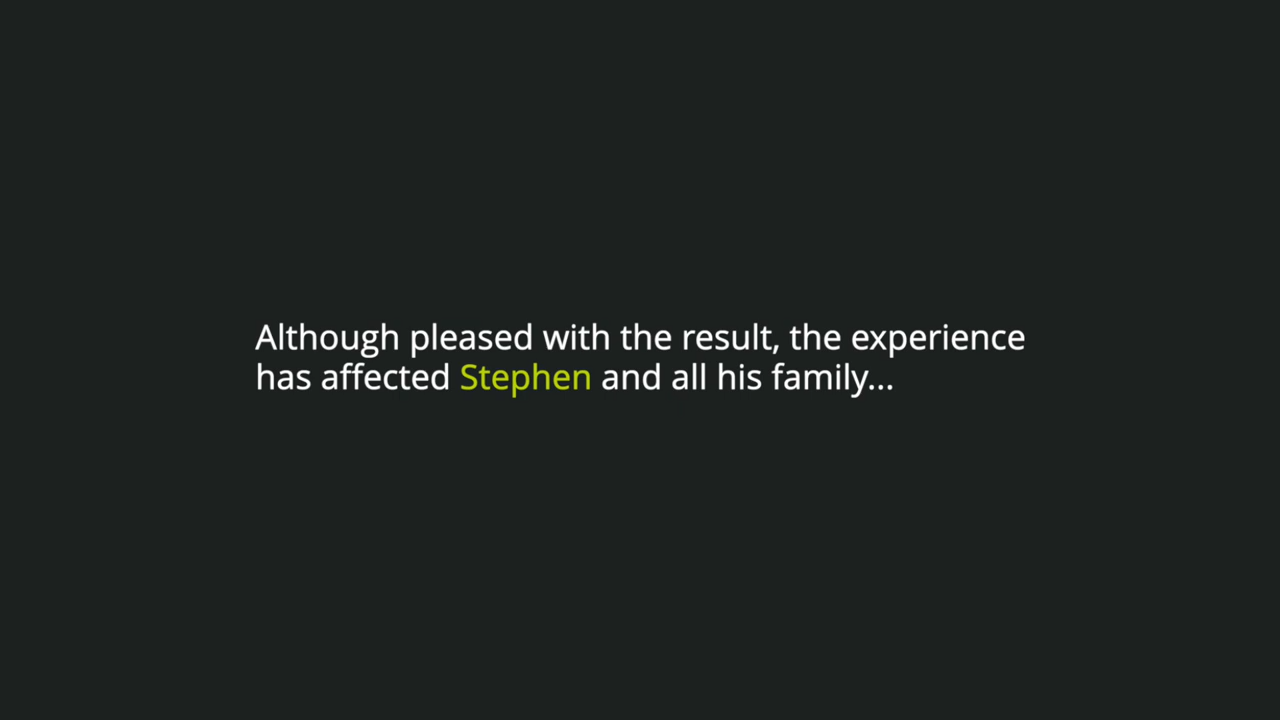 Although pleased with the result, the experience
has affected Stephen and all his family...